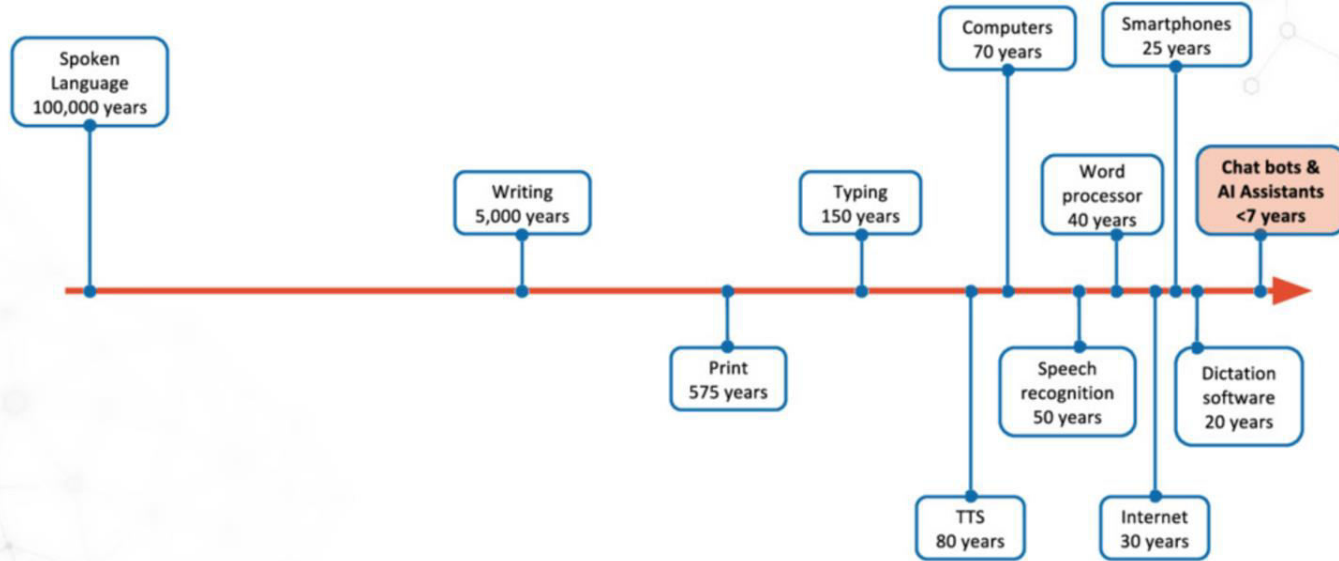 Spoken
Language
100,000 years
Writing
5,000 years
Print
575 years
Typing
150 years
TTS
80 years
Computers
70 years
Speech
recognition
50 years
Word
processor
40 years
Internet
30 years
Smartphones
25 years
Dictation
software
20 years
Chat bots &
AI Assistants
<7 years